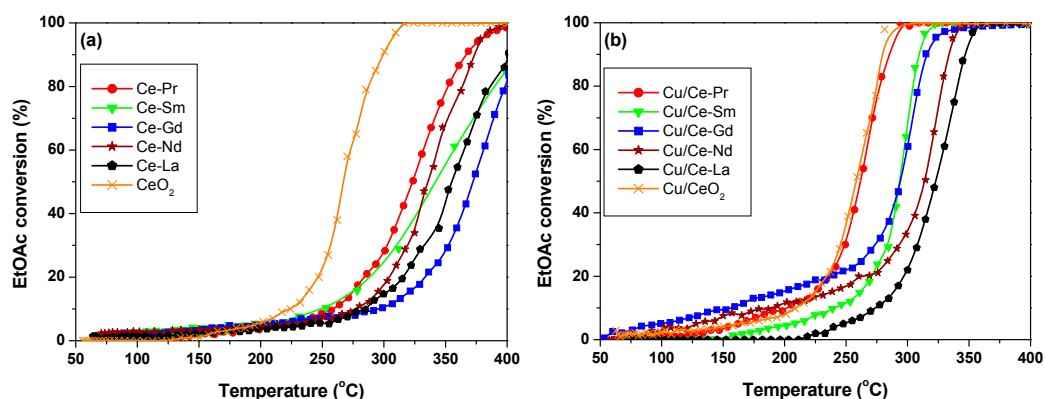 (a)
Ce-Pr
Ce-Sm
Ce-Gd
Ce-Nd
Ce-La
CeO2
EtOAc conversion (%)
100
80
60
40
20
0
50 100 150 200 250 300 350 400
Temperature (°C)
(b)
Cu/Ce-Pr
Cu/Ce-Sm
Cu/Ce-Gd
Cu/Ce-Nd
Cu/Ce-La
Cu/CeO2
EtOAc conversion (%)
100
80
60
40
20
0
50 100 150 200 250 300 350 400
Temperature (°C)